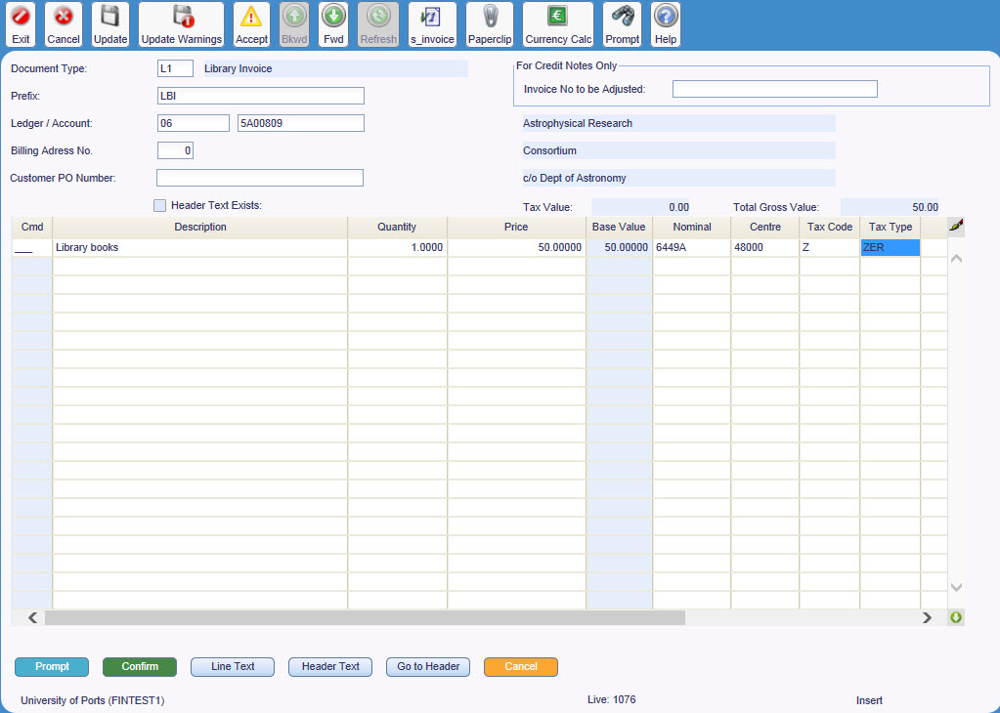 Exit Cancel Update Update Warnings Accept Bkwd Fwd Refresh s_invoice Paperclip Currency Calc Prompt Help
Document Type: L1 Library Invoice
For Credit Notes Only
Prefix: LBI
Invoice No to be Adjusted:
Ledger / Account: 06 5A00809
Astrophysical Research
Billing Adress No. 0
Consortium
Customer PO Number:
c/o Dept of Astronomy
Header Text Exists:
Tax Value: 0.00 Total Gross Value: 50.00
Cmd Description Quantity Price Base Value Nominal Centre Tax Code Tax Type
___ Library books 1.0000 50.00000 50.00000 6449A 48000 Z ZER
Prompt Confirm Line Text Header Text Go to Header Cancel
University of Ports (FINTEST1) Live: 1076 Insert